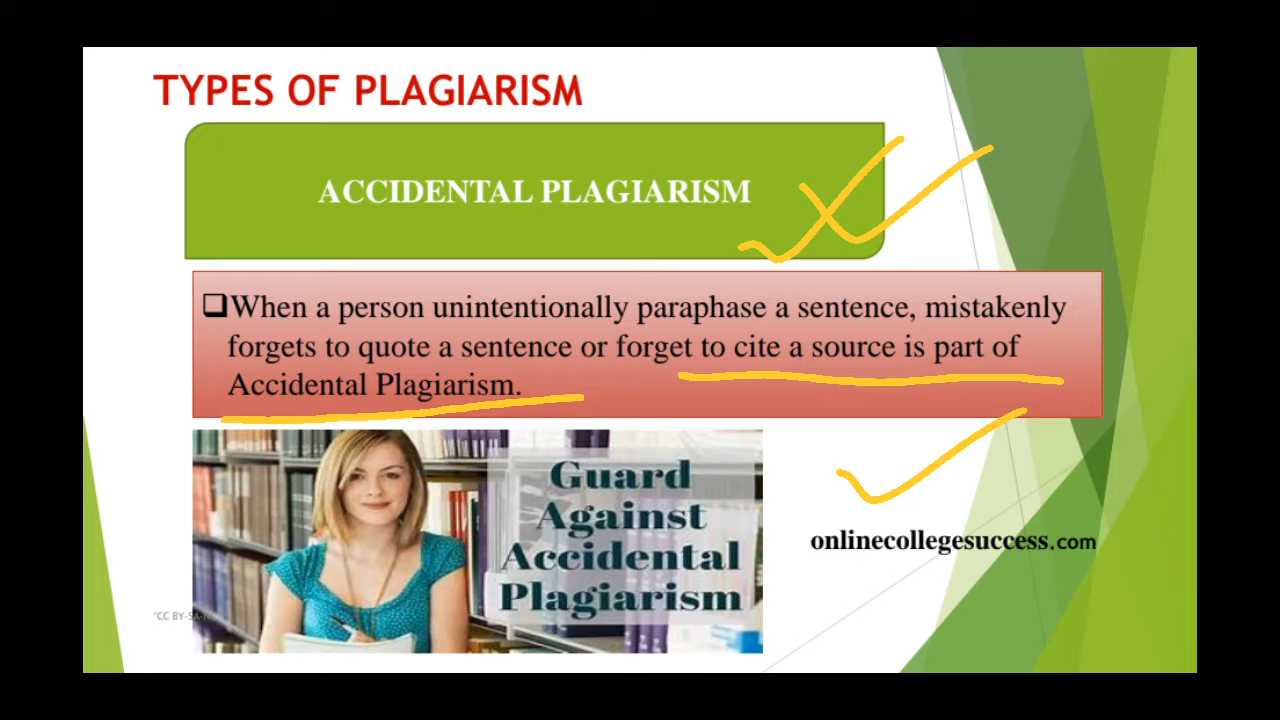 TYPES OF PLAGIARISM
ACCIDENTAL PLAGIARISM
When a person unintentionally paraphase a sentence, mistakenly
forgets to quote a sentence or forget to cite a source is part of
Accidental Plagiarism.
Guard
Against
Accidental
Plagiarism
onlinecollegesuccess.com
"CC BY-SA